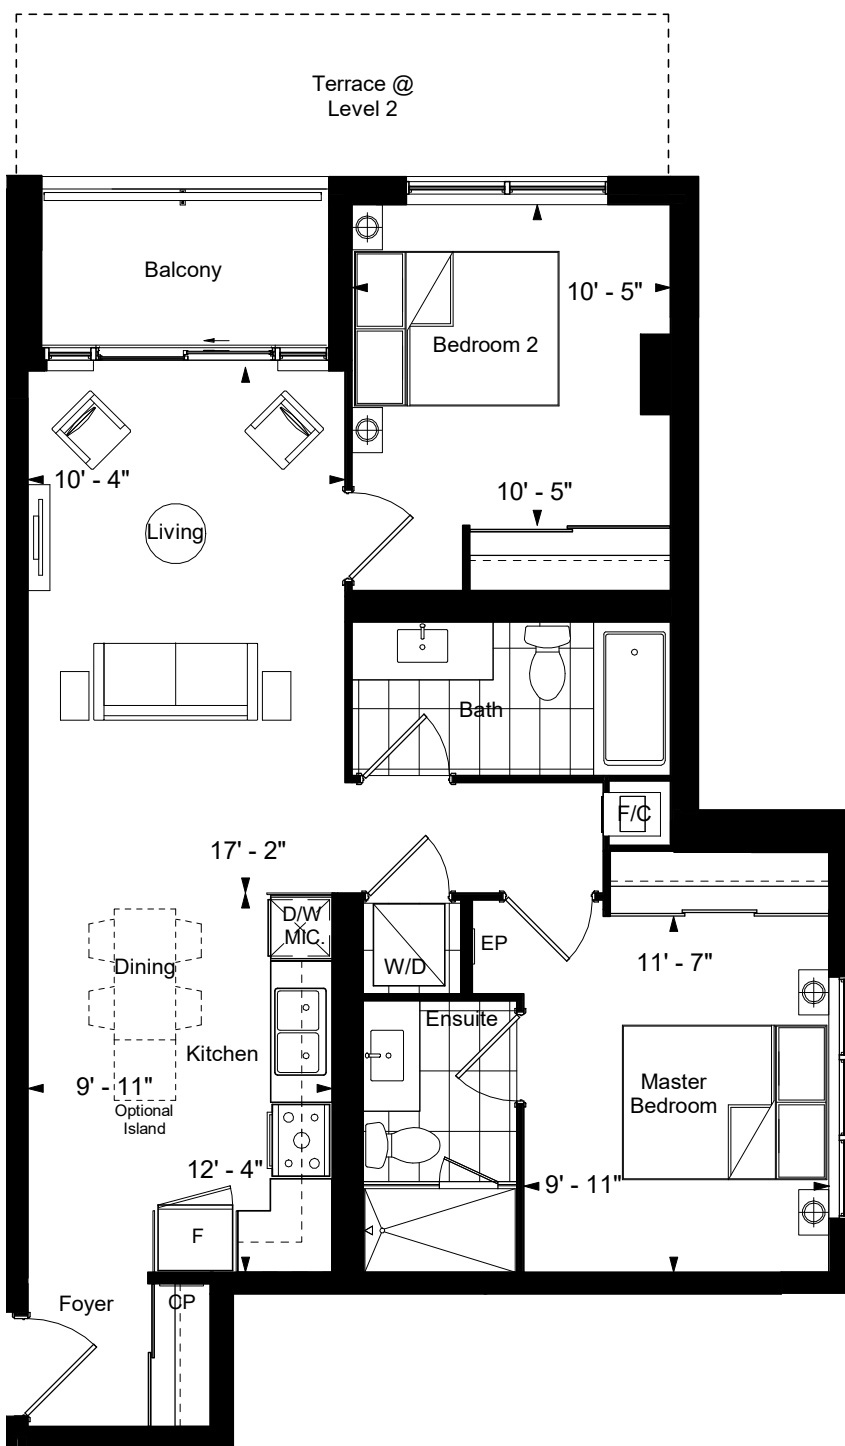 Terrace @
Level 2
Balcony
10' - 5"
Bedroom 2
10' - 4"
10' - 5"
Living
Bath
F/C
17' - 2"
D/W
MIC.
EP
W/D
11' - 7"
Dining
Ensuite
Kitchen
Master
Bedroom
9' - 11"
Optional
Island
12' - 4"
9' - 11"
F
Foyer
CP